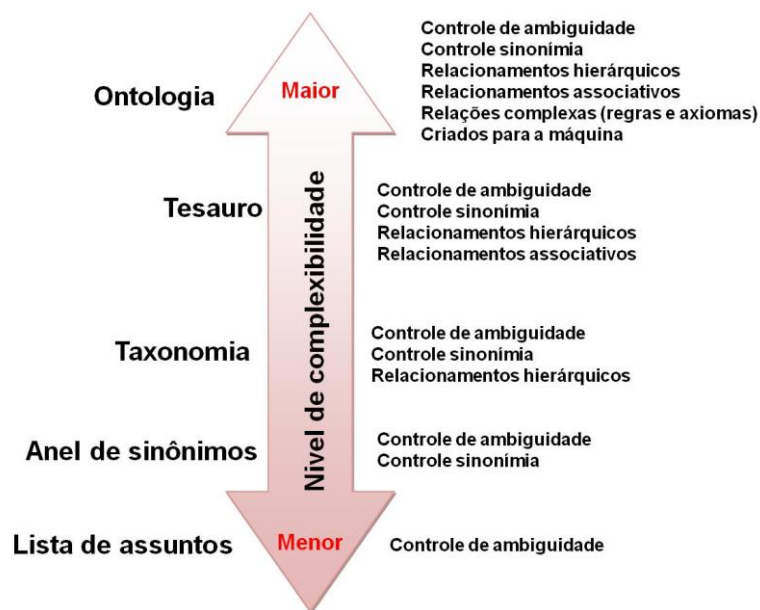 Ontologia
Maior
Controle de ambiguidade
Controle sinonímia
Relacionamentos hierárquicos
Relacionamentos associativos
Relações complexas (regras e axiomas)
Criados para a máquina
Nivel de complexibilidade
Tesauro
Controle de ambiguidade
Controle sinonímia
Relacionamentos hierárquicos
Relacionamentos associativos
Taxonomia
Controle de ambiguidade
Controle sinonímia
Relacionamentos hierárquicos
Anel de sinônimos
Controle de ambiguidade
Controle sinonímia
Lista de assuntos
Menor
Controle de ambiguidade